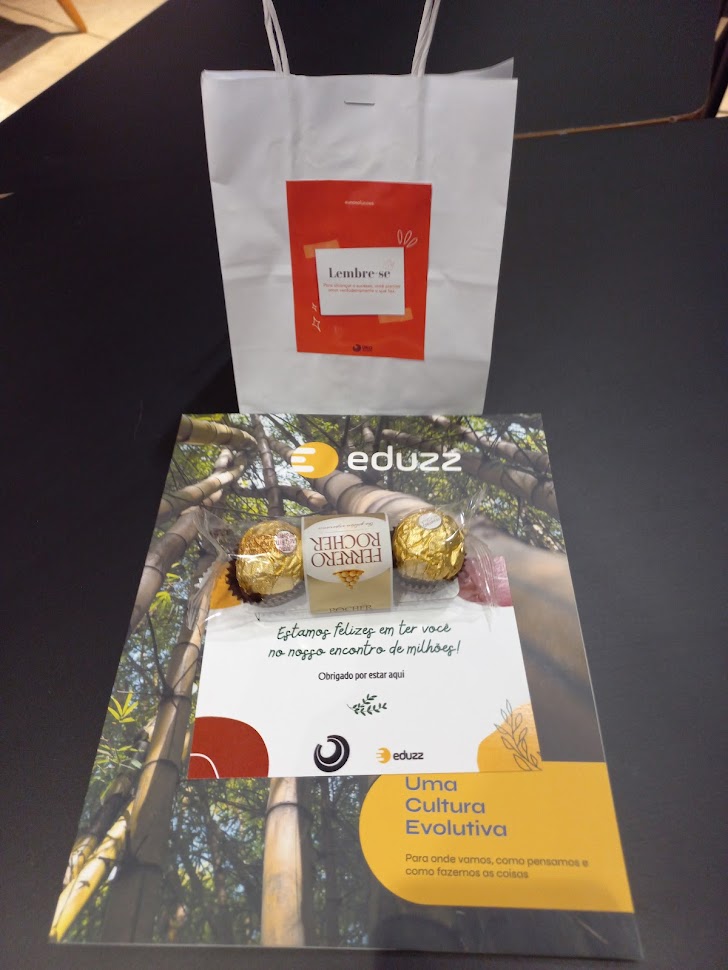 Lembre-se
eduzz
FERRERO
ROCHER
ROCHER
Estamos felizes em ter você
no nosso encontro de milhões!
Obrigado por estar aqui
eduzz
Uma
Cultura
Evolutiva
Para onde vamos, como pensamos e
como fazemos as coisas